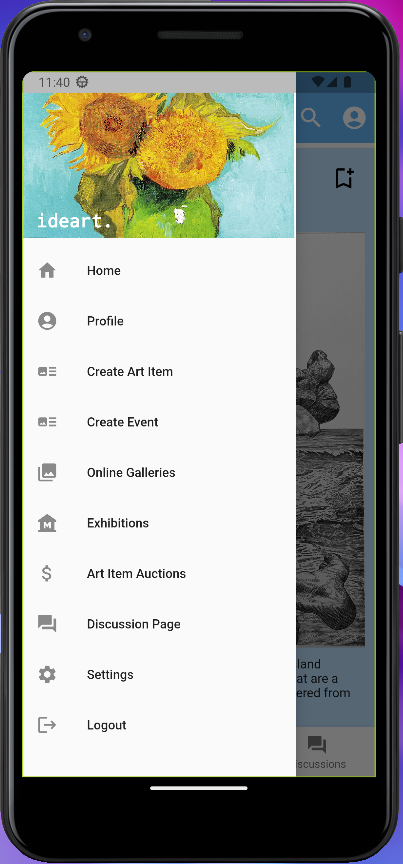 11:40
ideart.
Home
Profile
Create Art Item
Create Event
Online Galleries
Exhibitions
M
Art Item Auctions
$
Discussion Page
Settings
Logout
land
at are a
ered from
scussions